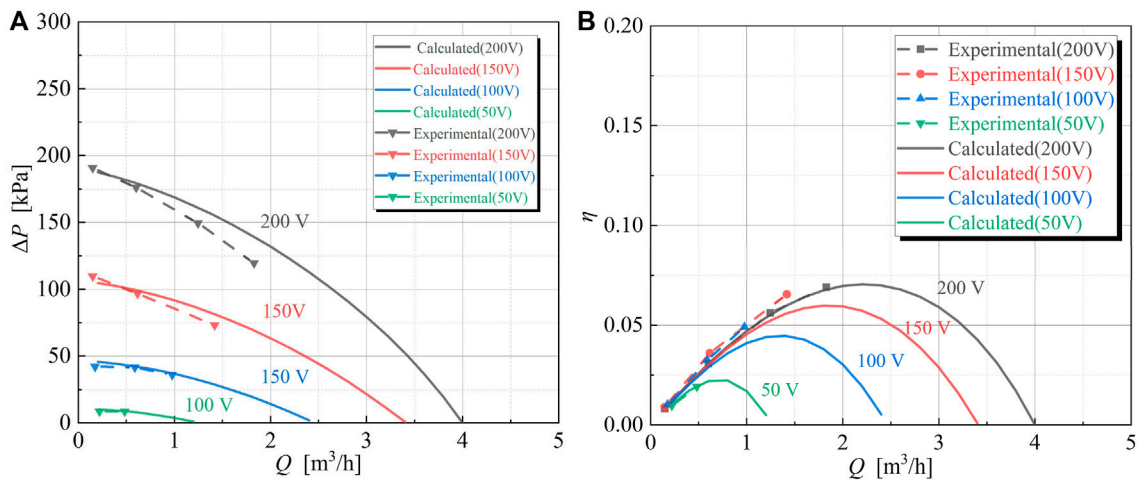 A
300
250
200
150
100
50
0
ΔP [kPa]
0 1 2 3 4 5
Q [m³/h]
Calculated(200V)
Calculated(150V)
Calculated(100V)
Calculated(50V)
Experimental(200V)
Experimental(150V)
Experimental(100V)
Experimental(50V)
200 V
150V
150 V
100 V
B
0.20
0.15
0.10
0.05
0.00
η
0 1 2 3 4 5
Q [m³/h]
Experimental(200V)
Experimental(150V)
Experimental(100V)
Experimental(50V)
Calculated(200V)
Calculated(150V)
Calculated(100V)
Calculated(50V)
200 V
150 V
100 V
50 V